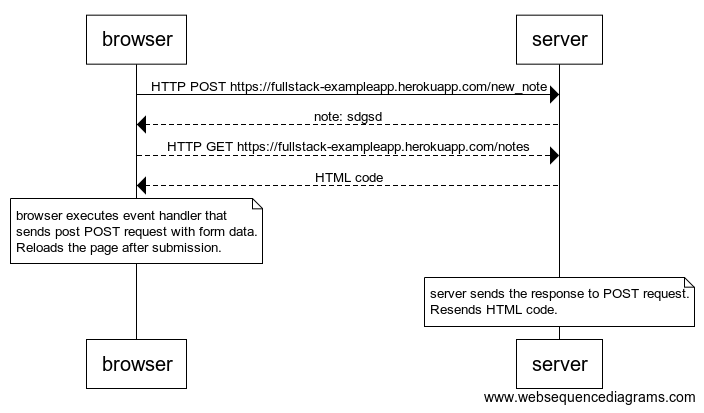 browser
server
HTTP POST https://fullstack-exampleapp.herokuapp.com/new_note
note: sdgsd
HTTP GET https://fullstack-exampleapp.herokuapp.com/notes
HTML code
browser executes event handler that
sends post POST request with form data.
Reloads the page after submission.
server sends the response to POST request.
Resends HTML code.
browser
server
www.websequencediagrams.com